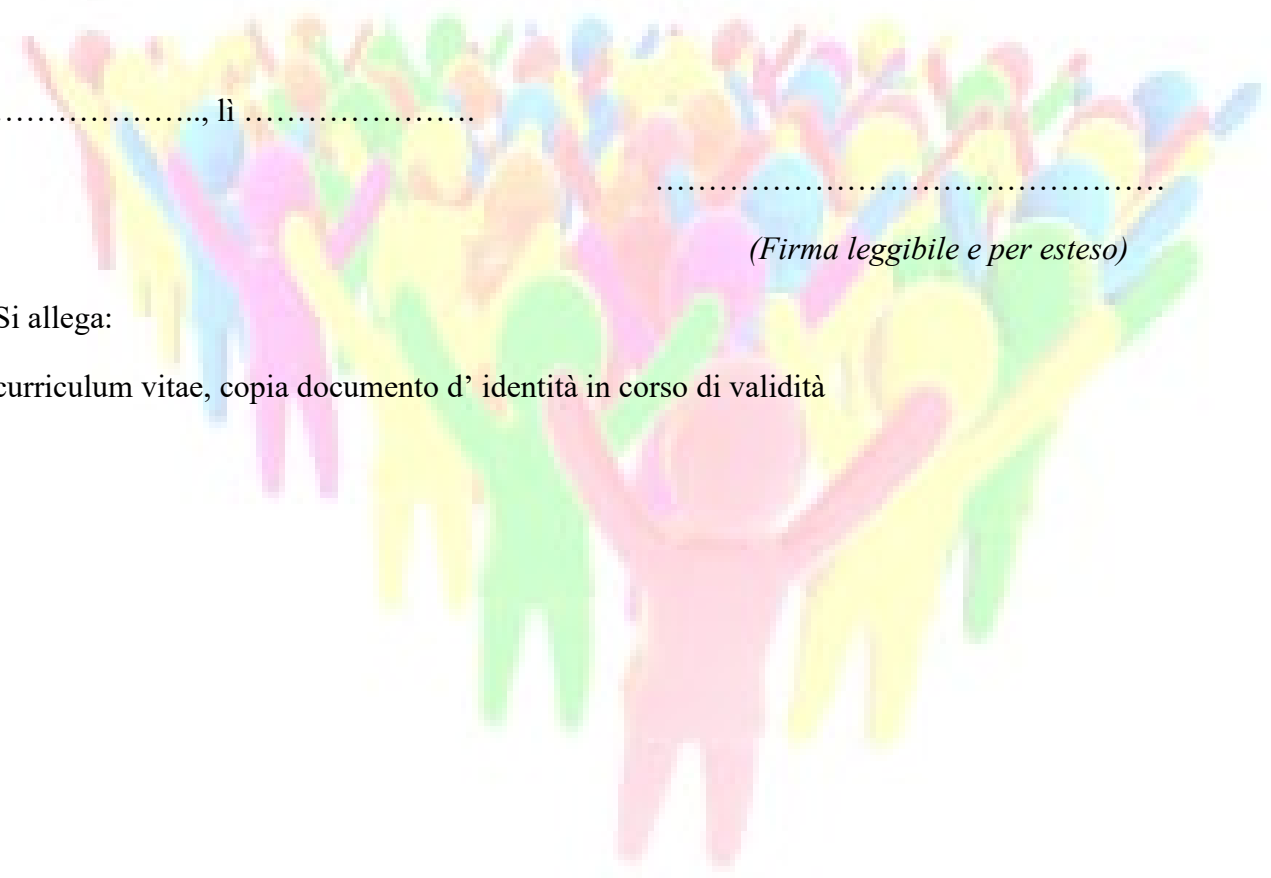 ………………….., lì ………………….
…………………………………………
(Firma leggibile e per esteso)
Si allega:
curriculum vitae, copia documento d’ identità in corso di validità